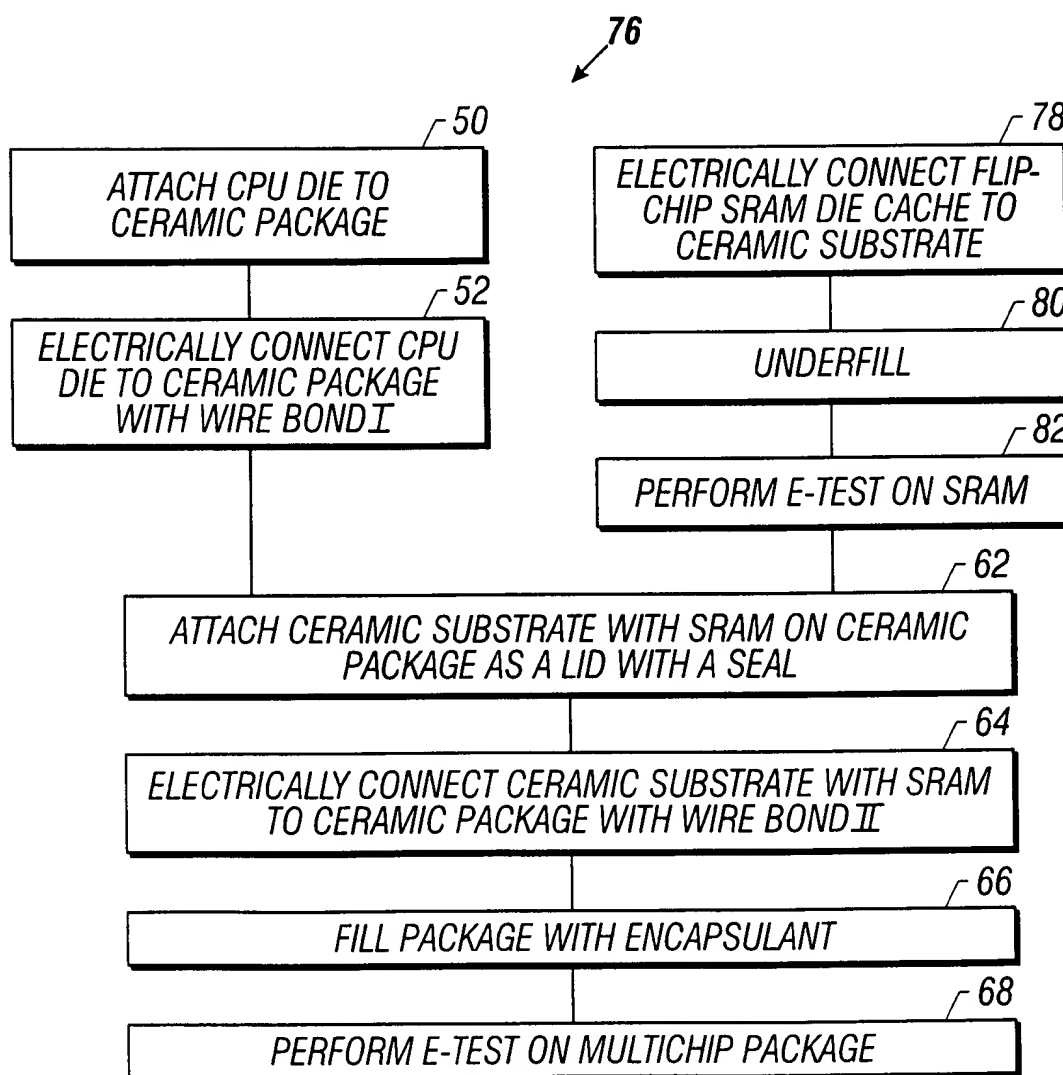 76
50
ATTACH CPU DIE TO
CERAMIC PACKAGE
52
ELECTRICALLY CONNECT CPU
DIE TO CERAMIC PACKAGE
WITH WIRE BOND I
78
ELECTRICALLY CONNECT FLIP-
CHIP SRAM DIE CACHE TO
CERAMIC SUBSTRATE
80
UNDERFILL
82
PERFORM E-TEST ON SRAM
62
ATTACH CERAMIC SUBSTRATE WITH SRAM ON CERAMIC
PACKAGE AS A LID WITH A SEAL
64
ELECTRICALLY CONNECT CERAMIC SUBSTRATE WITH SRAM
TO CERAMIC PACKAGE WITH WIRE BOND II
66
FILL PACKAGE WITH ENCAPSULANT
68
PERFORM E-TEST ON MULTICHIP PACKAGE